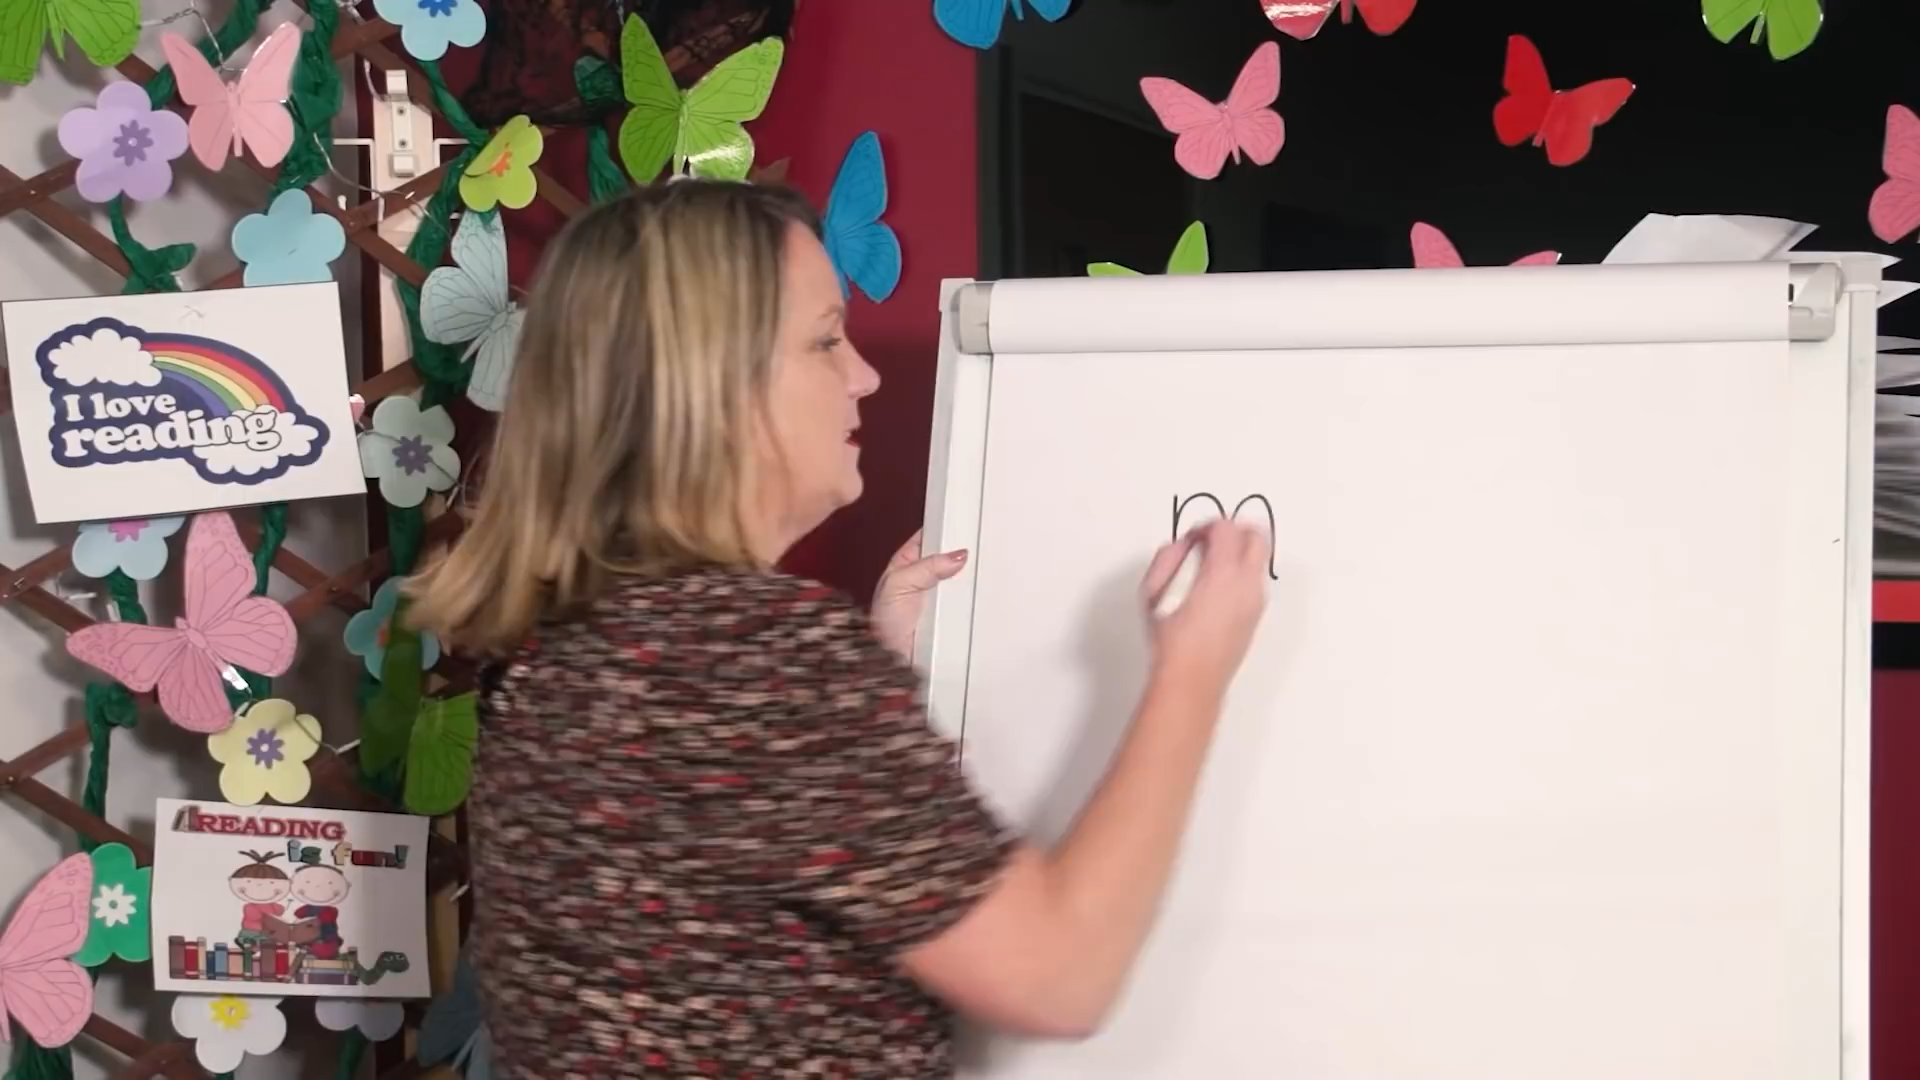 I love
reading
READING
is fun!
m